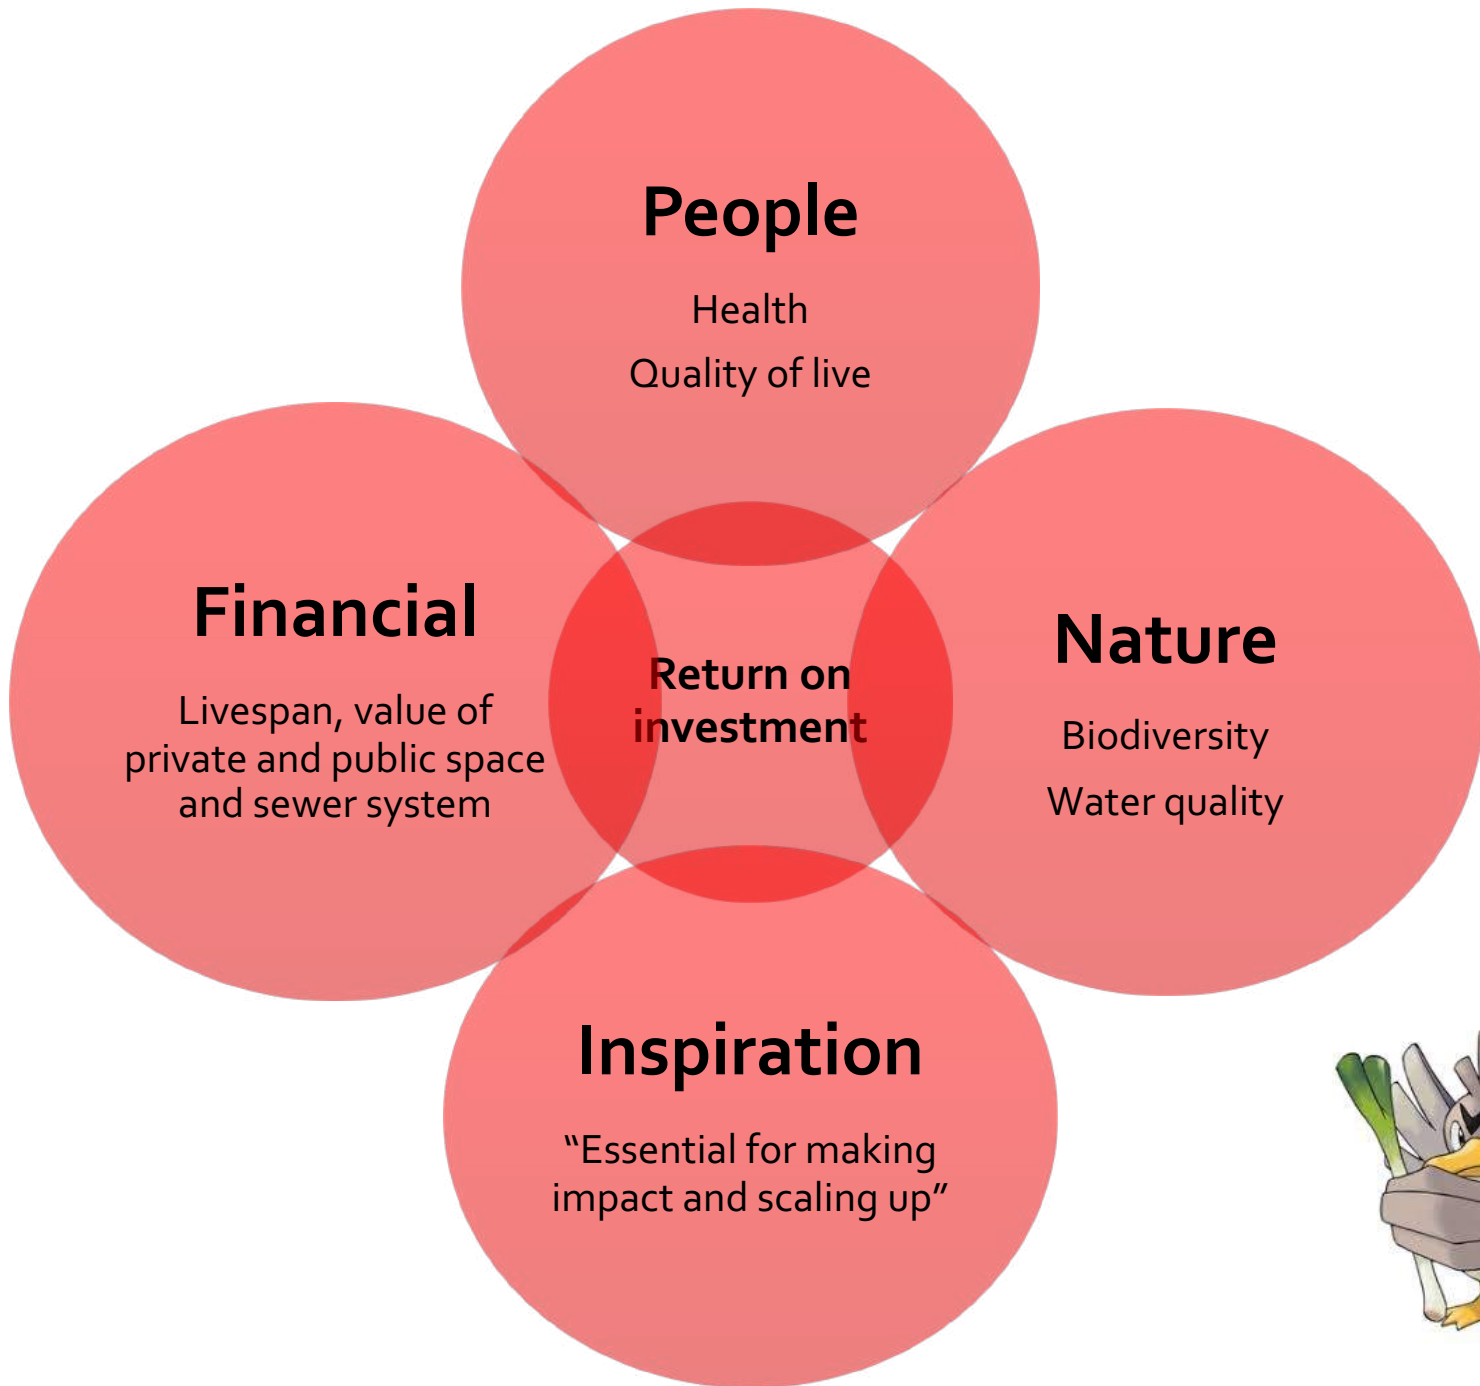 People
Health
Quality of live
Financial
Livespan, value of
private and public space
and sewer system
Return on
investment
Nature
Biodiversity
Water quality
Inspiration
“Essential for making
impact and scaling up”